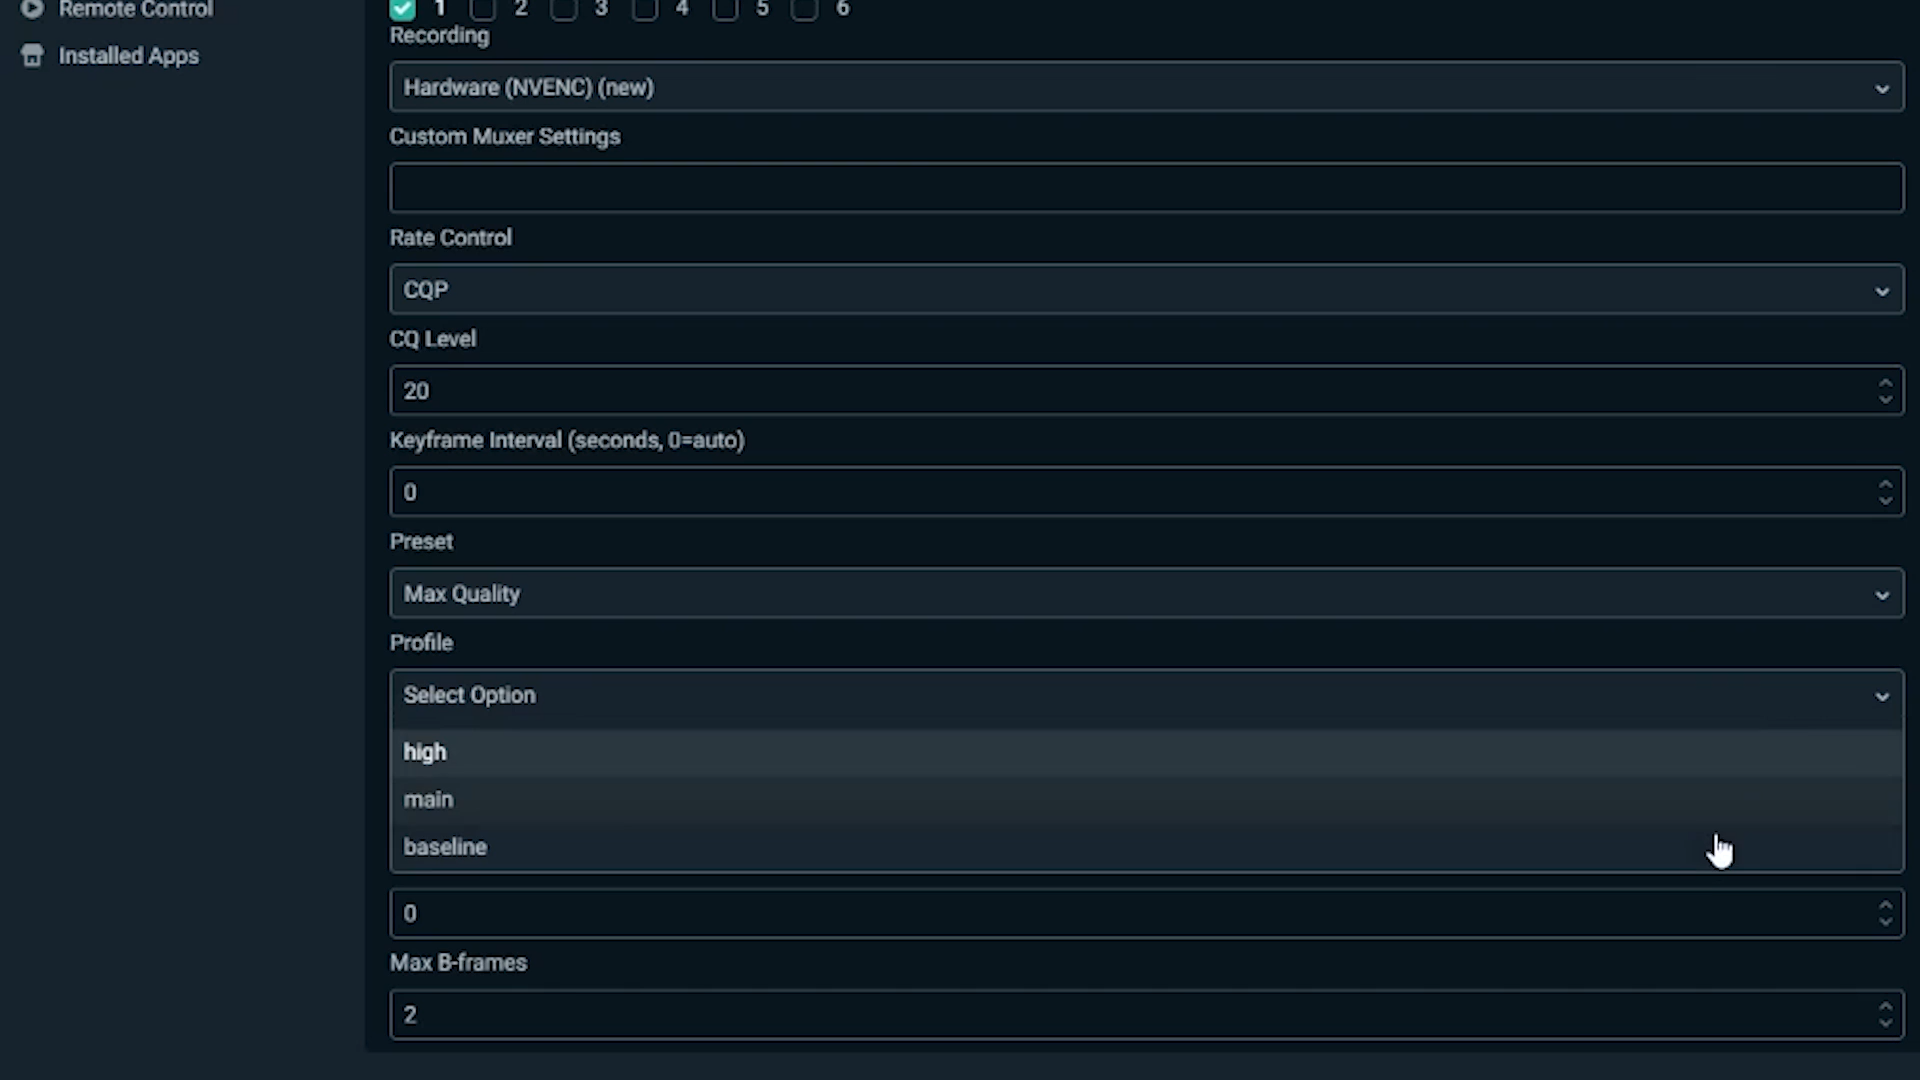 Remote Control
Installed Apps
1 2 3 4 5 6
Recording
Hardware (NVENC) (new)
Custom Muxer Settings
Rate Control
CQP
CQ Level
20
Keyframe Interval (seconds, 0=auto)
0
Preset
Max Quality
Profile
Select Option
high
main
baseline
0
Max B-frames
2